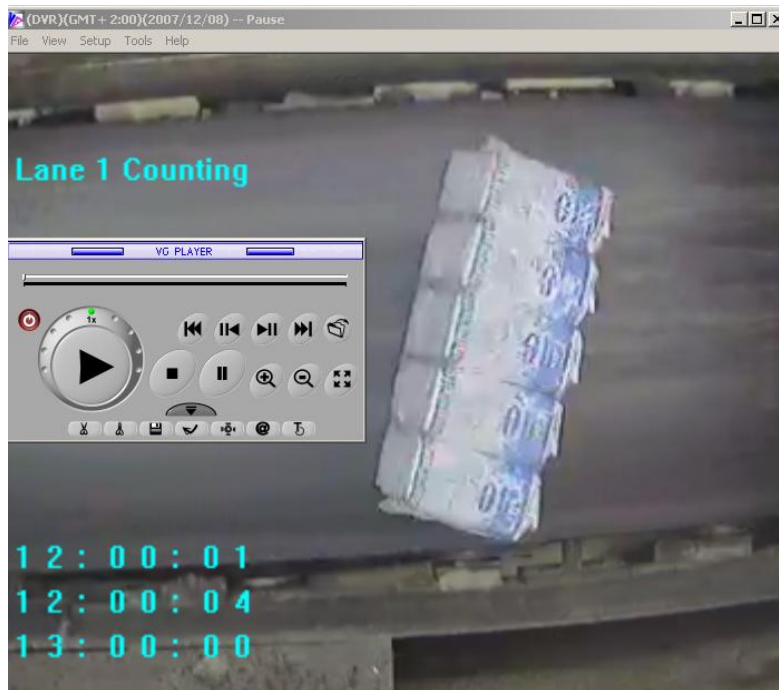 (DVR)(GMT+2:00)(2007/12/08) -- Pause
File View Setup Tools Help
Lane 1 Counting
VG PLAYER
1x
12:00:01
12:00:04
13:00:00